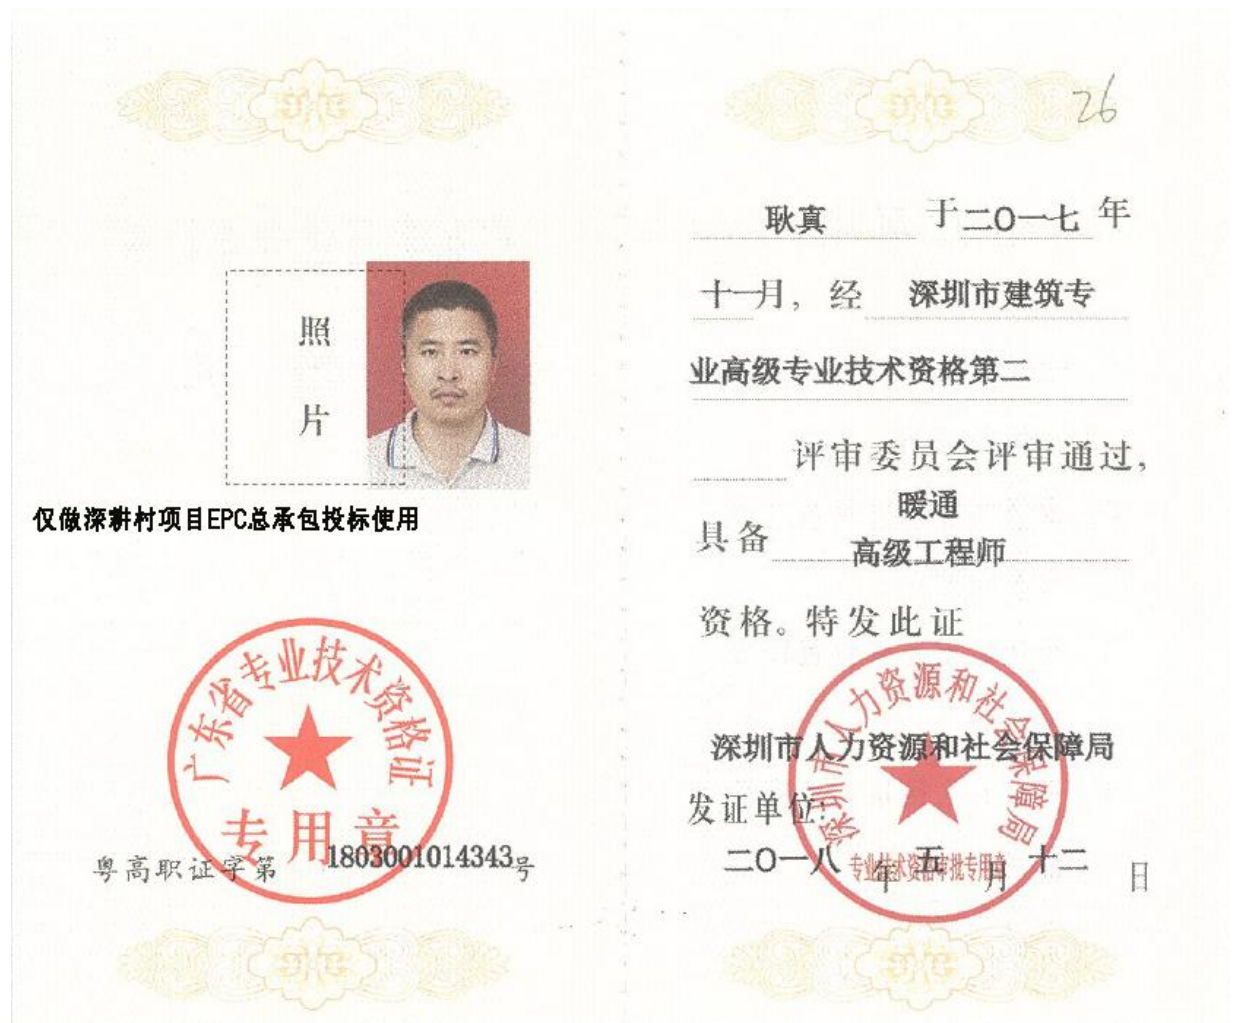 照
片
仅做深耕村项目EPC总承包投标使用
广东省专业技术资格证
专用章
粤高职证字第 1803001014343号
26
耿真 于二〇一七年
十一月，经 深圳市建筑专
业高级专业技术资格第二
评审委员会评审通过，
暖通
具备 高级工程师
资格。特发此证
深圳市人力资源和社会保障局
深圳市人力资源和社会保障局
发证单位：
二〇一八年五月十二日
专业技术资格审批专用章